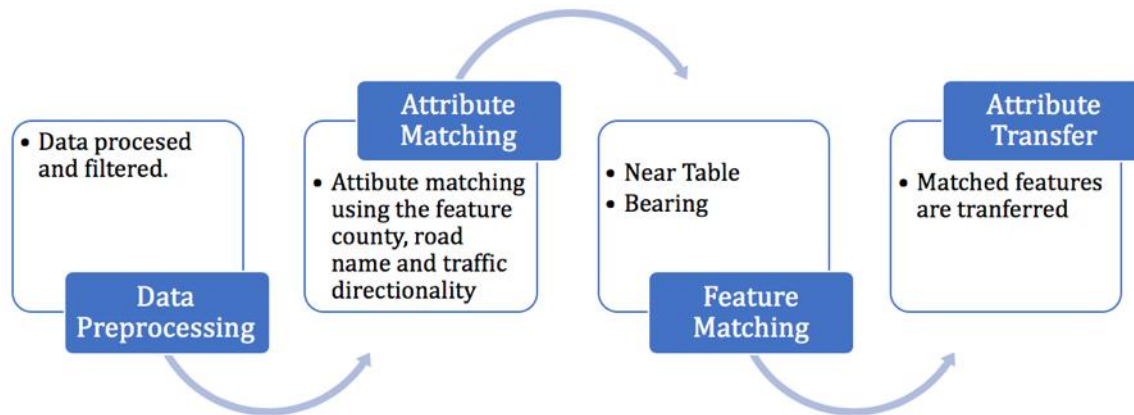 • Data procesed
and filtered.
Data
Preprocessing
Attribute
Matching
• Attibute matching
using the feature
county, road
name and traffic
directionality
• Near Table
• Bearing
Feature
Matching
Attribute
Transfer
• Matched features
are tranferred